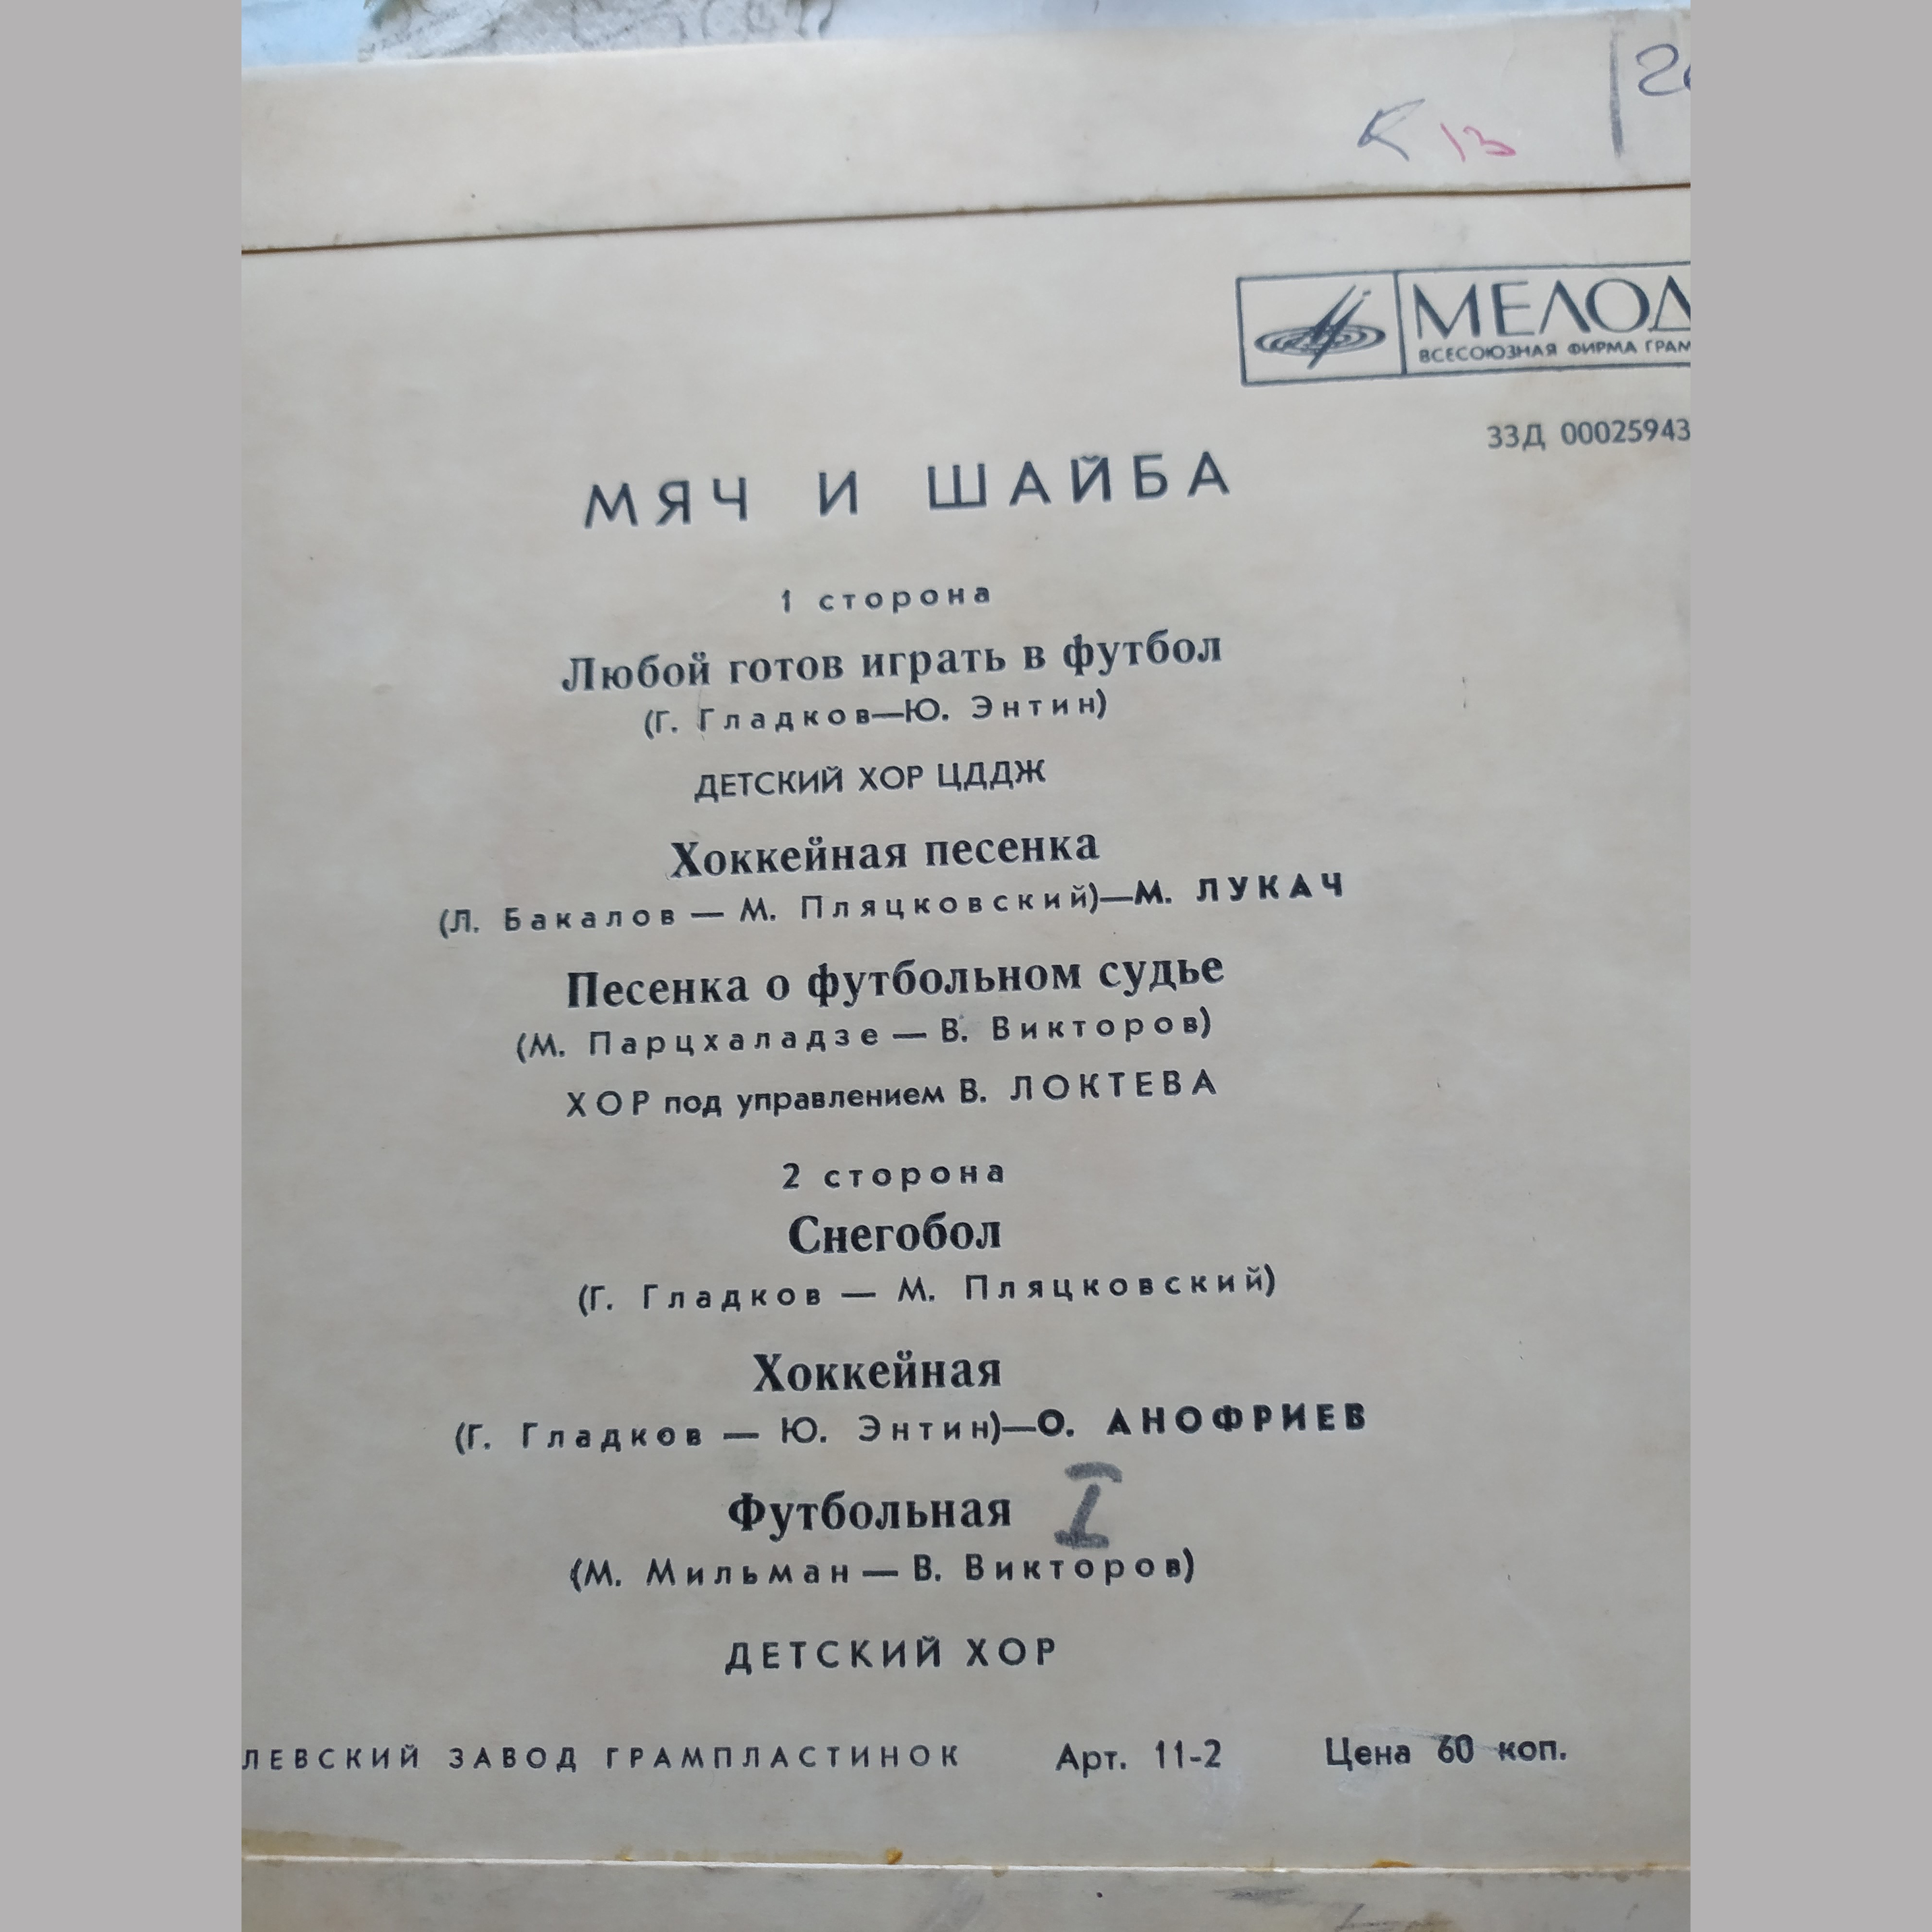 К 13
МЕЛОД
ВСЕСОЮЗНАЯ ФИРМА ГРАМ
33Д 00025943
МЯЧ И ШАЙБА
1 сторона
Любой готов играть в футбол
(Г. Гладков—Ю. Энтин)
ДЕТСКИЙ ХОР ЦДДЖ
Хоккейная песенка
(Л. Бакалов — М. Пляцковский)—М. ЛУКАЧ
Песенка о футбольном судье
(М. Парцхаладзе — В. Викторов)
ХОР под управлением В. ЛОКТЕВА
2 сторона
Снегобол
(Г. Гладков — М. Пляцковский)
Хоккейная
(Г. Гладков — Ю. Энтин)—О. АНОФРИЕВ
Футбольная I
(М. Мильман — В. Викторов)
ДЕТСКИЙ ХОР
ЛЕВСКИЙ ЗАВОД ГРАМПЛАСТИНОК Арт. 11-2 Цена 60 коп.